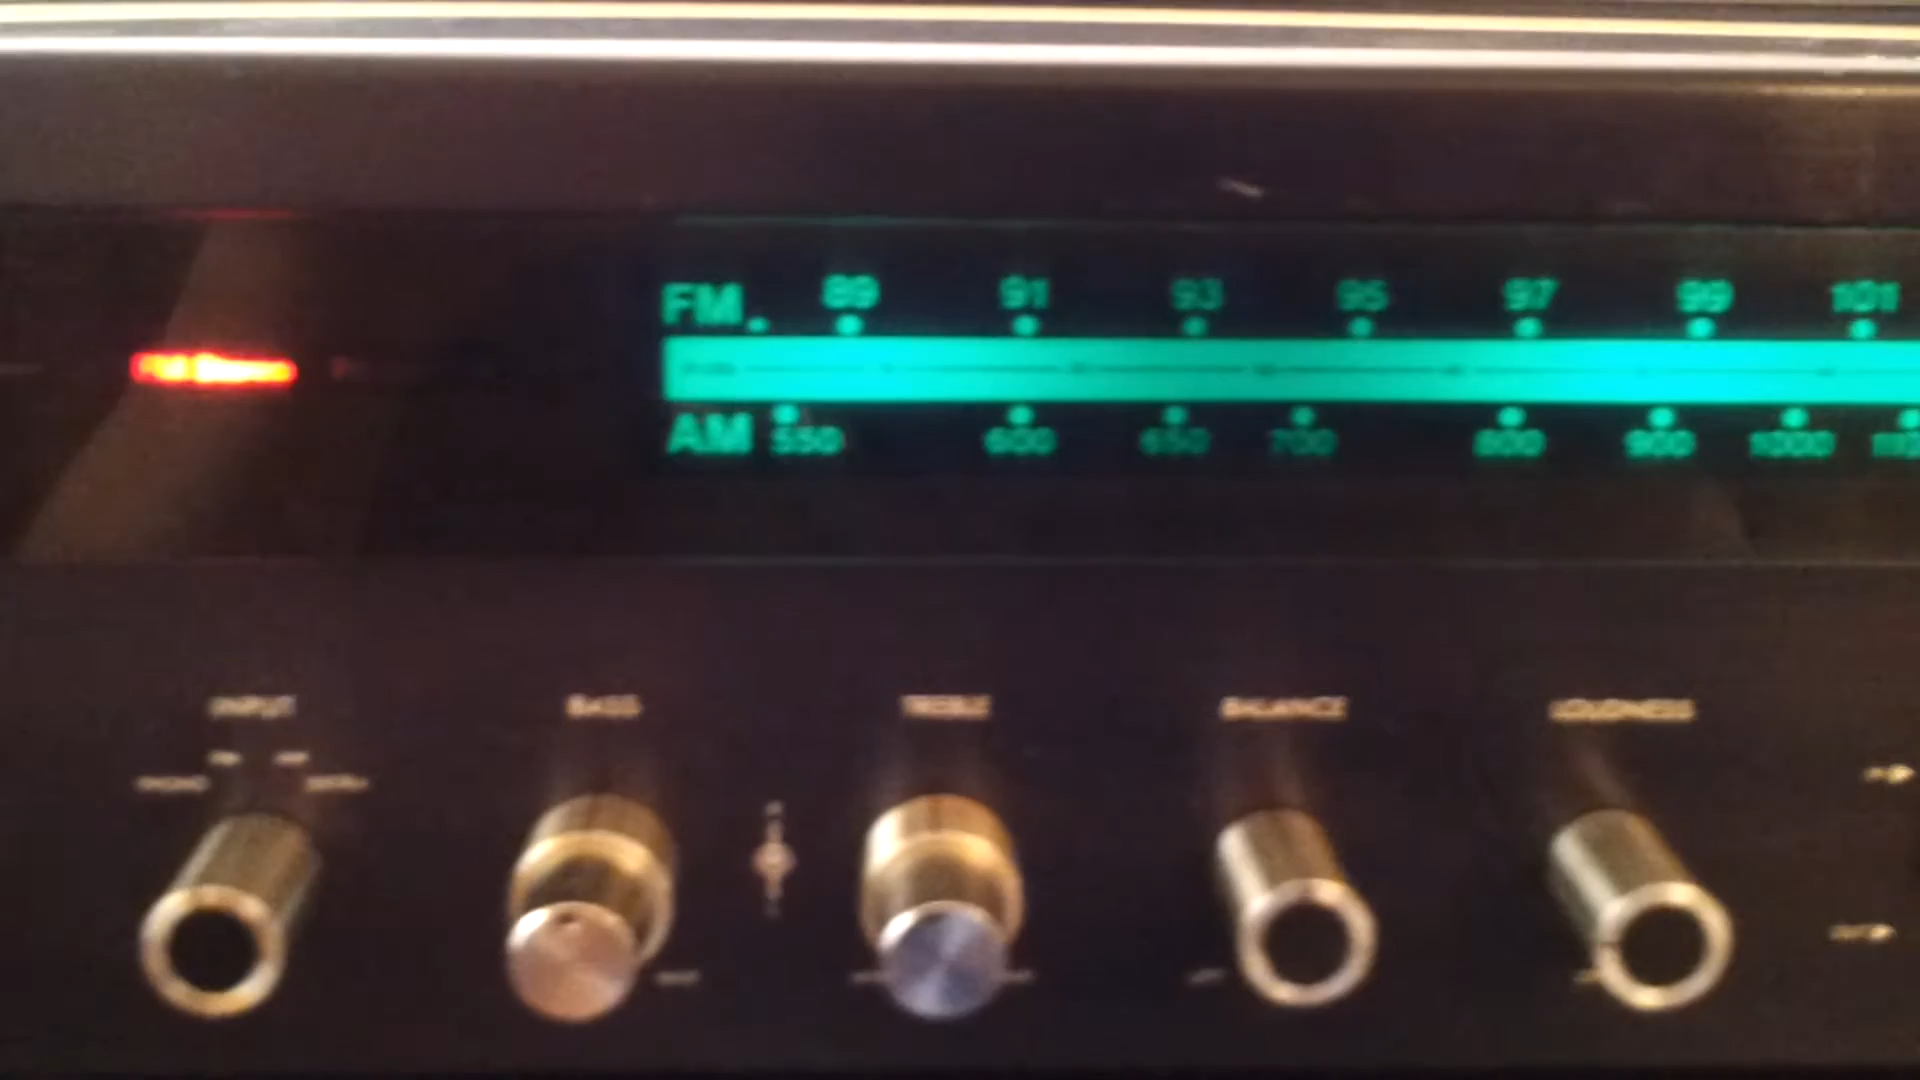 FM 89 91 93 95 97 99 101
AM 550 600 650 700 800 900 1000
INPUT BASS TREBLE BALANCE LOUDNESS
PHONO